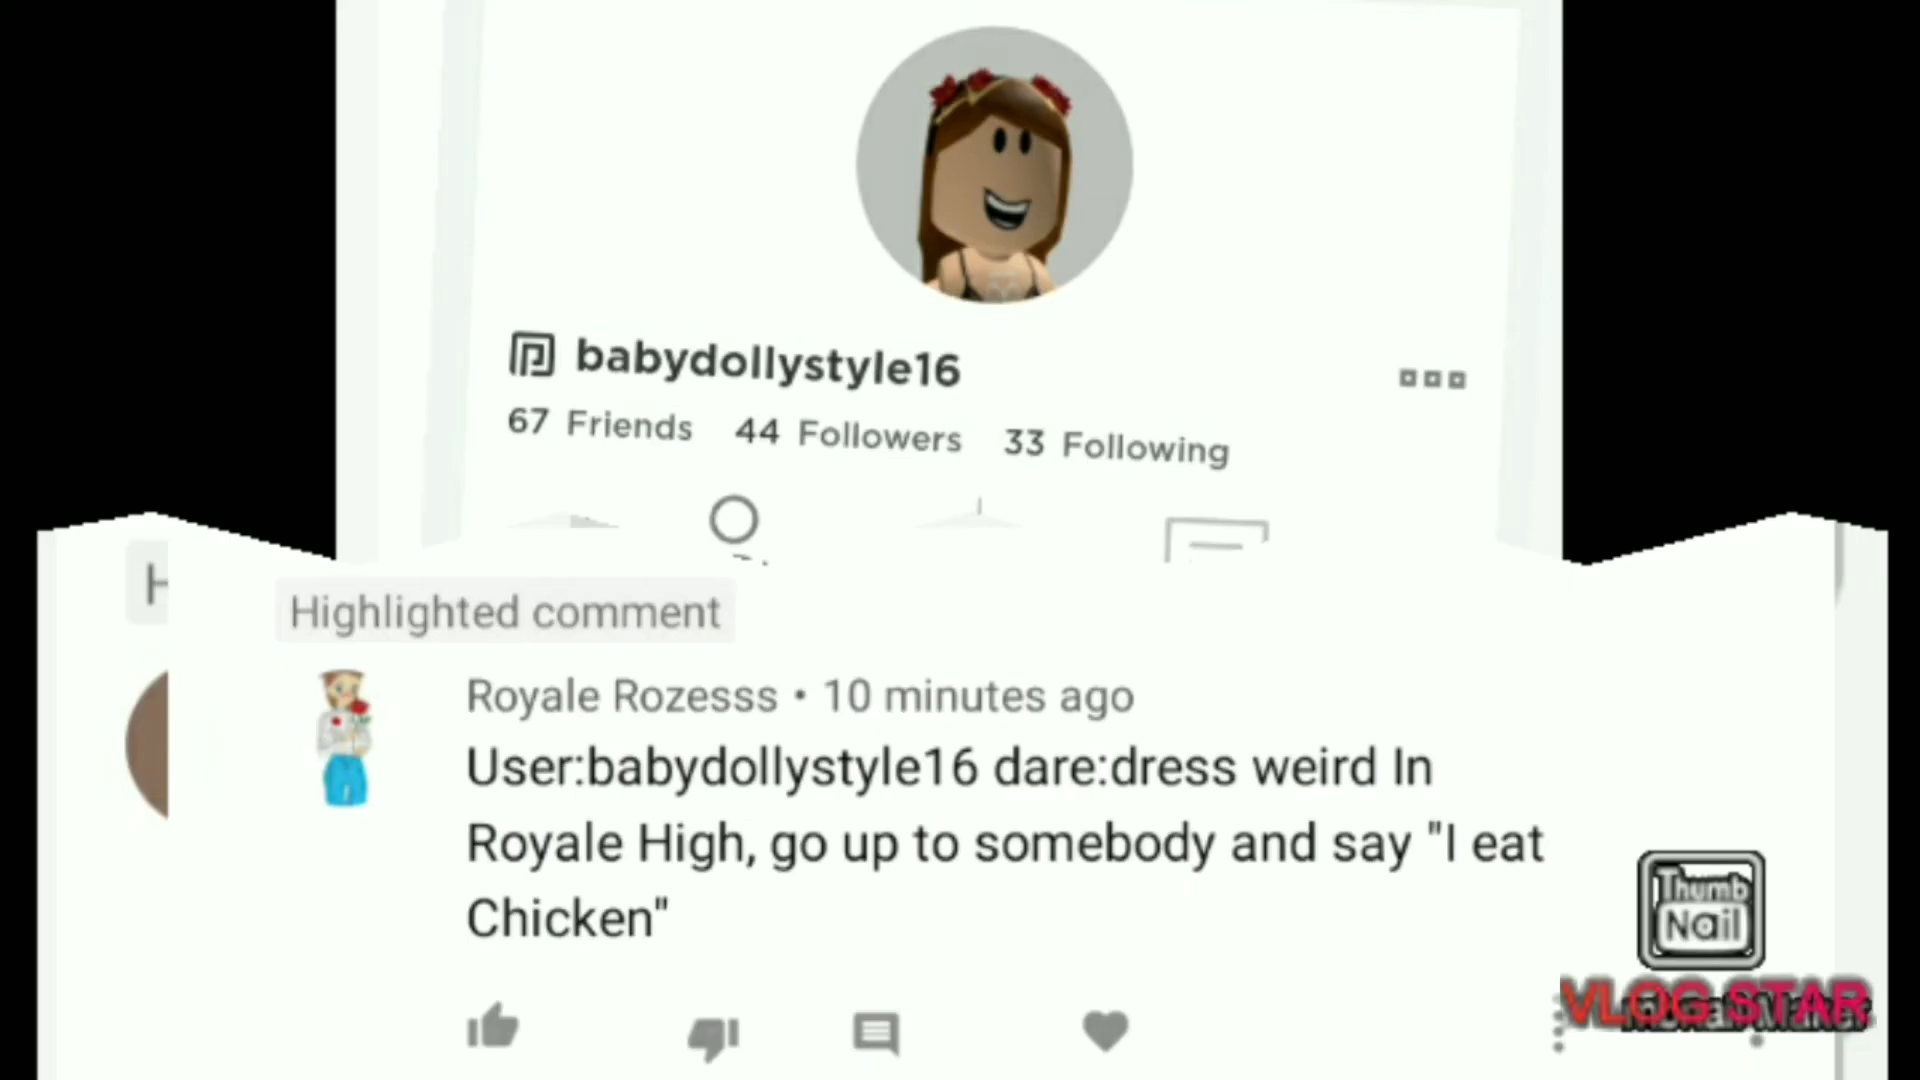 babydollystyle16
67 Friends 44 Followers 33 Following
H
Highlighted comment
Royale Rozesss • 10 minutes ago
User:babydollystyle16 dare:dress weird In
Royale High, go up to somebody and say "I eat
Chicken"
Thumb
Nail
VLOG STAR